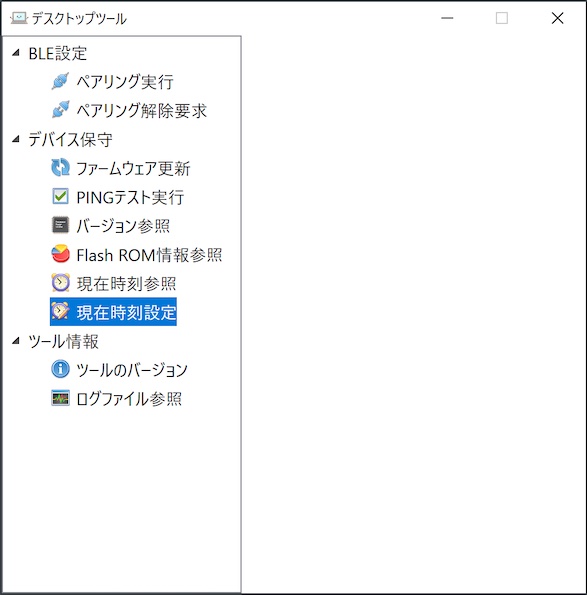 デスクトップツール
BLE設定
ペアリング実行
ペアリング解除要求
デバイス保守
ファームウェア更新
PINGテスト実行
バージョン参照
Flash ROM情報参照
現在時刻参照
現在時刻設定
ツール情報
ツールのバージョン
ログファイル参照